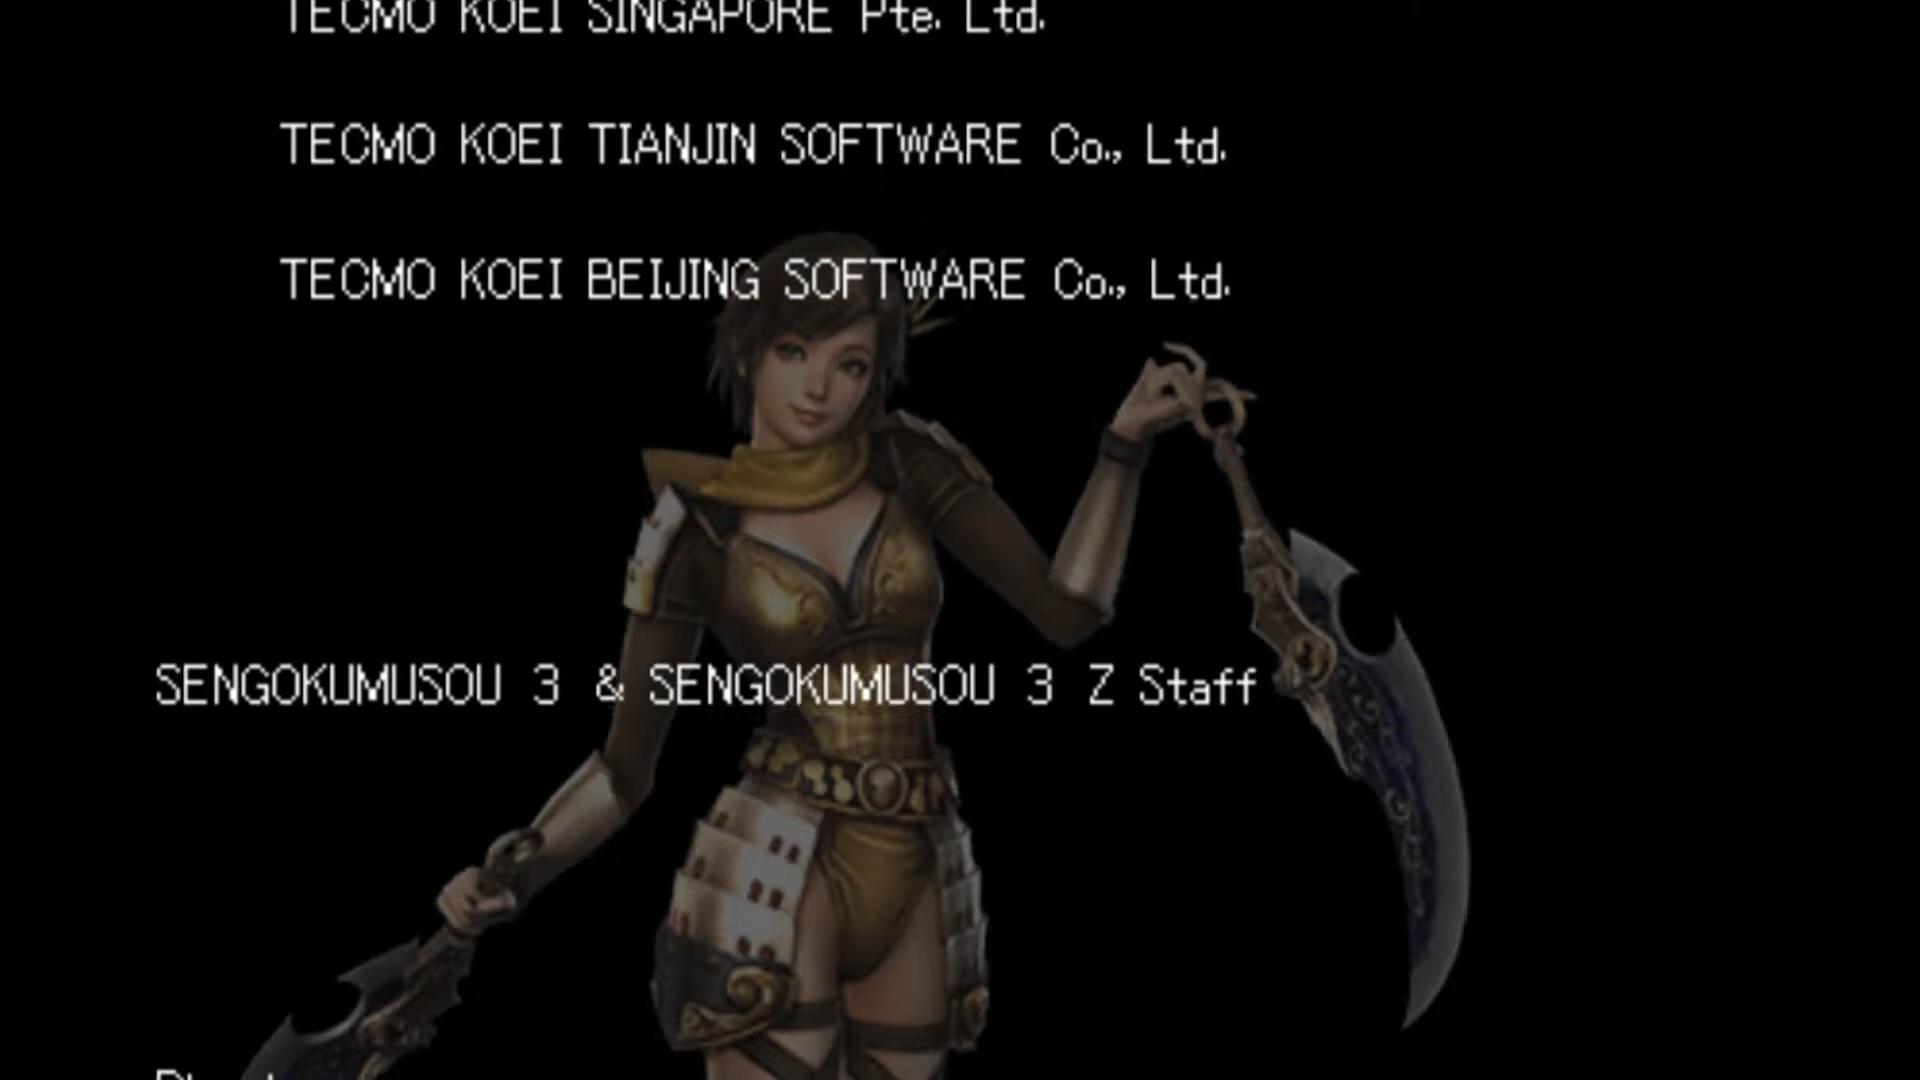 TECMO KOEI SINGAPORE Pte. Ltd.
TECMO KOEI TIANJIN SOFTWARE Co., Ltd.
TECMO KOEI BEIJING SOFTWARE Co., Ltd.
SENGOKUMUSOU 3 & SENGOKUMUSOU 3 Z Staff